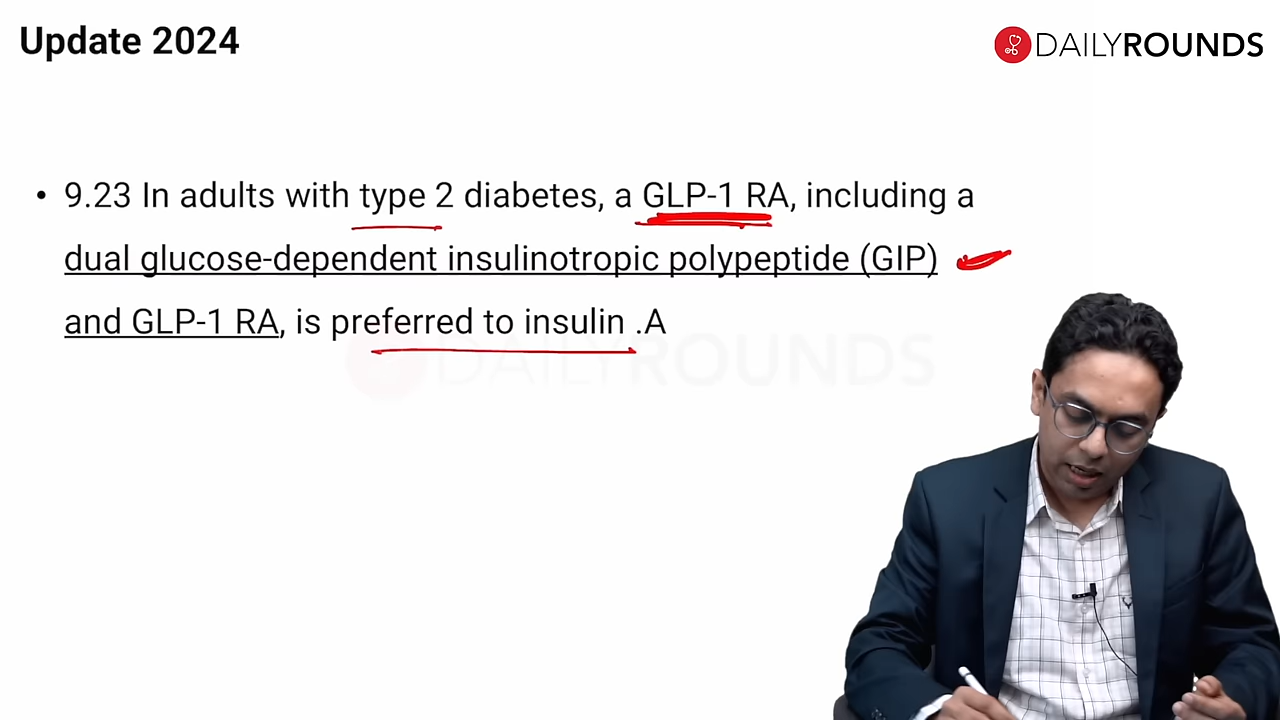 Update 2024
DAILYROUNDS
• 9.23 In adults with type 2 diabetes, a GLP-1 RA, including a
dual glucose-dependent insulinotropic polypeptide (GIP)
and GLP-1 RA, is preferred to insulin .A
DAILYROUNDS